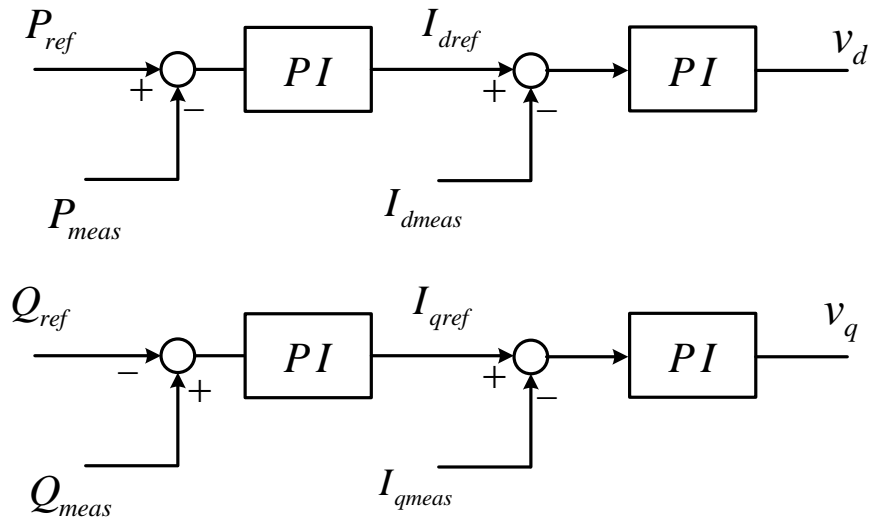 P_ref
I_dref
v_d
PI
PI
+
−
+
−
P_meas
I_dmeas
Q_ref
I_qref
v_q
PI
PI
−
+
+
−
Q_meas
I_qmeas